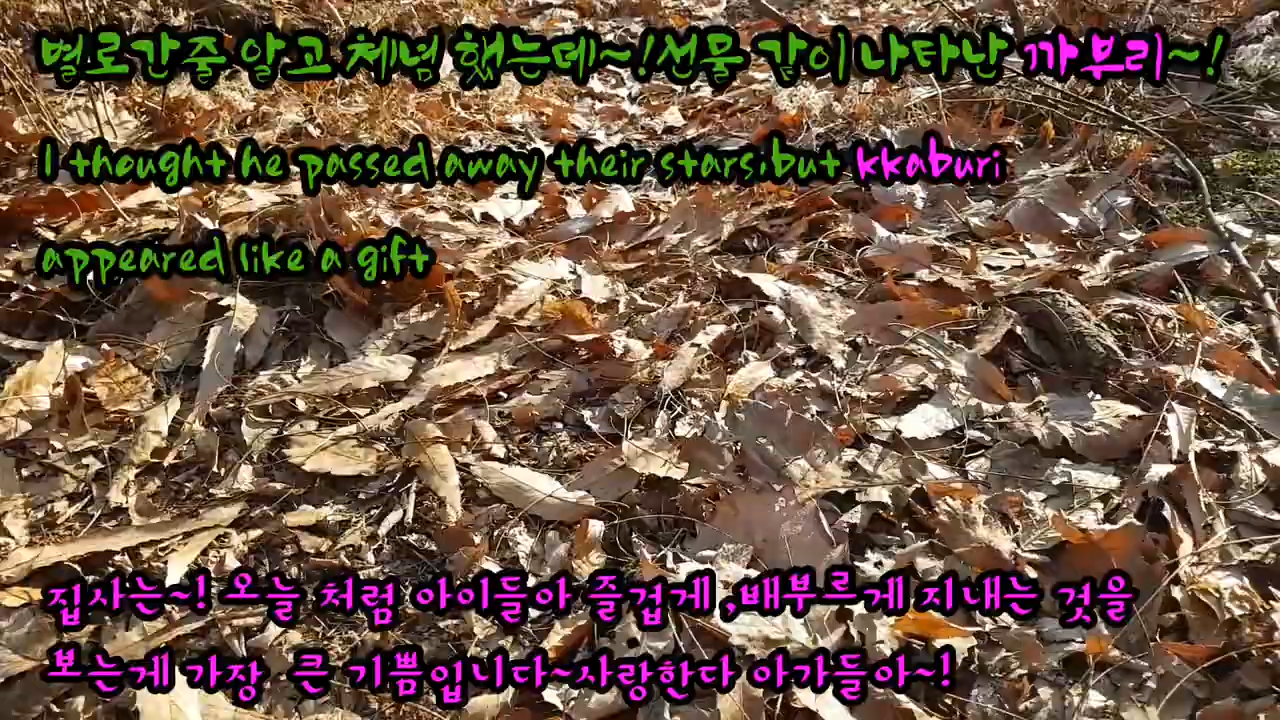 별로간줄 알고 체념 했는데~!선물 같이 나타난 까부리~!
I thought he passed away their stars,but kkaburi
appeared like a gift
집사는~! 오늘 처럼 아이들아 즐겁게 ,배부르게 지내는 것을
보는게 가장 큰 기쁨입니다~사랑한다 아가들아~!